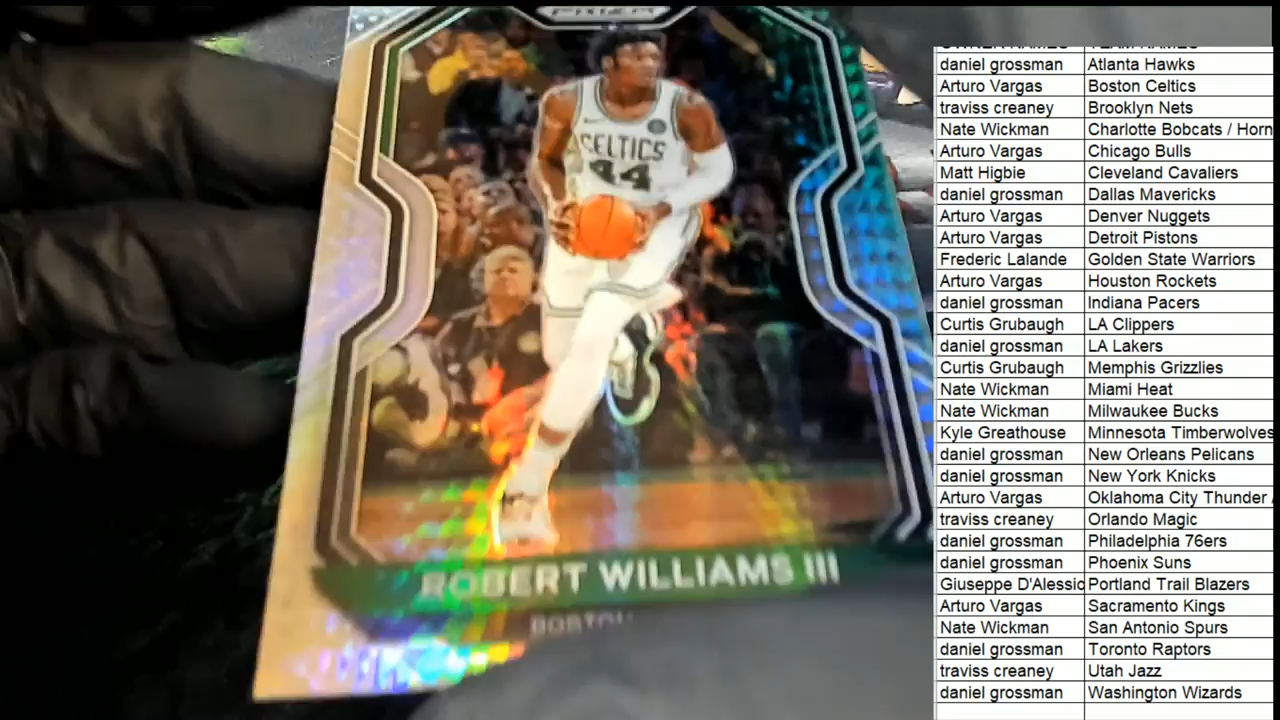 PRIZM
CELTICS
44
ROBERT WILLIAMS III
OWNER NAMES TEAM NAMES
daniel grossman Atlanta Hawks
Arturo Vargas Boston Celtics
traviss creaney Brooklyn Nets
Nate Wickman Charlotte Bobcats / Horn
Arturo Vargas Chicago Bulls
Matt Higbie Cleveland Cavaliers
daniel grossman Dallas Mavericks
Arturo Vargas Denver Nuggets
Arturo Vargas Detroit Pistons
Frederic Lalande Golden State Warriors
Arturo Vargas Houston Rockets
daniel grossman Indiana Pacers
Curtis Grubaugh LA Clippers
daniel grossman LA Lakers
Curtis Grubaugh Memphis Grizzlies
Nate Wickman Miami Heat
Nate Wickman Milwaukee Bucks
Kyle Greathouse Minnesota Timberwolves
daniel grossman New Orleans Pelicans
daniel grossman New York Knicks
Arturo Vargas Oklahoma City Thunder
traviss creaney Orlando Magic
daniel grossman Philadelphia 76ers
daniel grossman Phoenix Suns
Giuseppe D'Alessio Portland Trail Blazers
Arturo Vargas Sacramento Kings
Nate Wickman San Antonio Spurs
daniel grossman Toronto Raptors
traviss creaney Utah Jazz
daniel grossman Washington Wizards